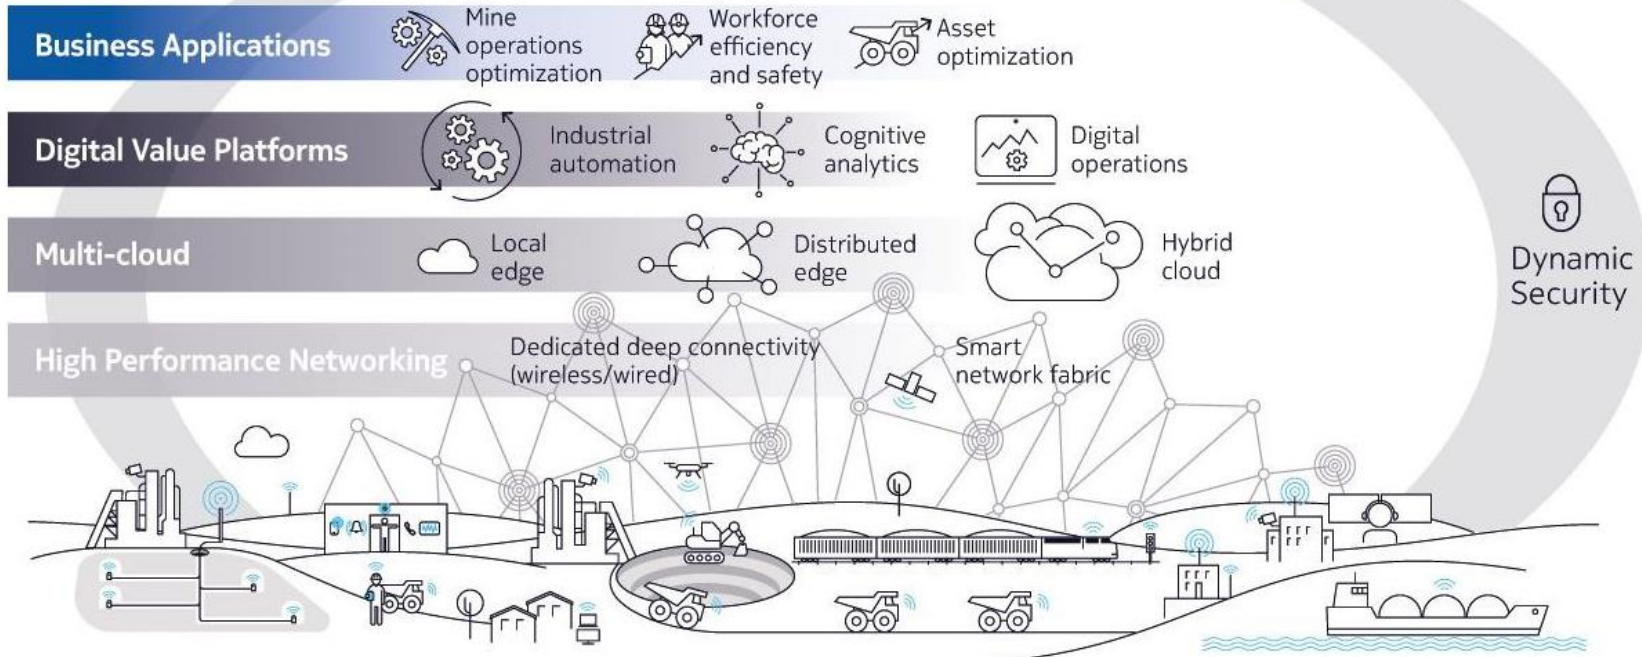 Business Applications
Mine
operations
optimization
Workforce
efficiency
and safety
Asset
optimization
Digital Value Platforms
Industrial
automation
Cognitive
analytics
Digital
operations
Multi-cloud
Local
edge
Distributed
edge
Hybrid
cloud
Dynamic
Security
High Performance Networking
Dedicated deep connectivity
(wireless/wired)
Smart
network fabric